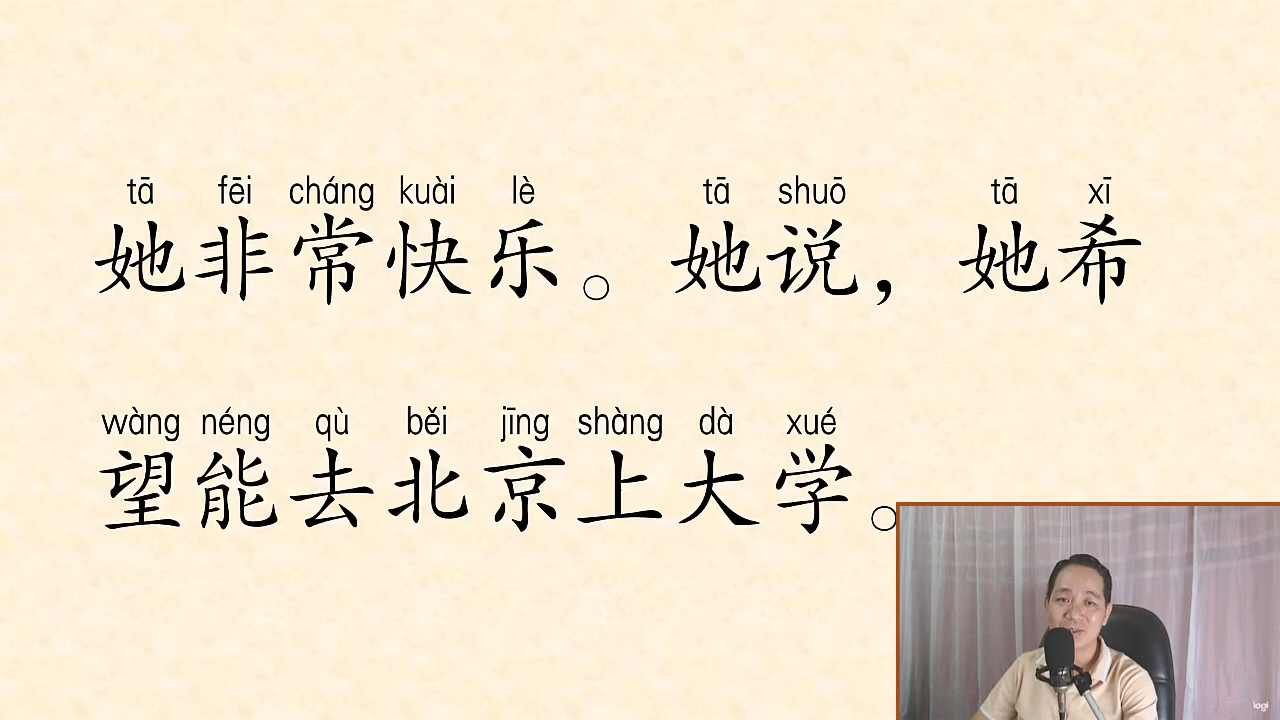 tā fēi cháng kuài lè tā shuō tā xī
她非常快乐。她说，她希
wàng néng qù běi jīng shàng dà xué
望能去北京上大学。
logi